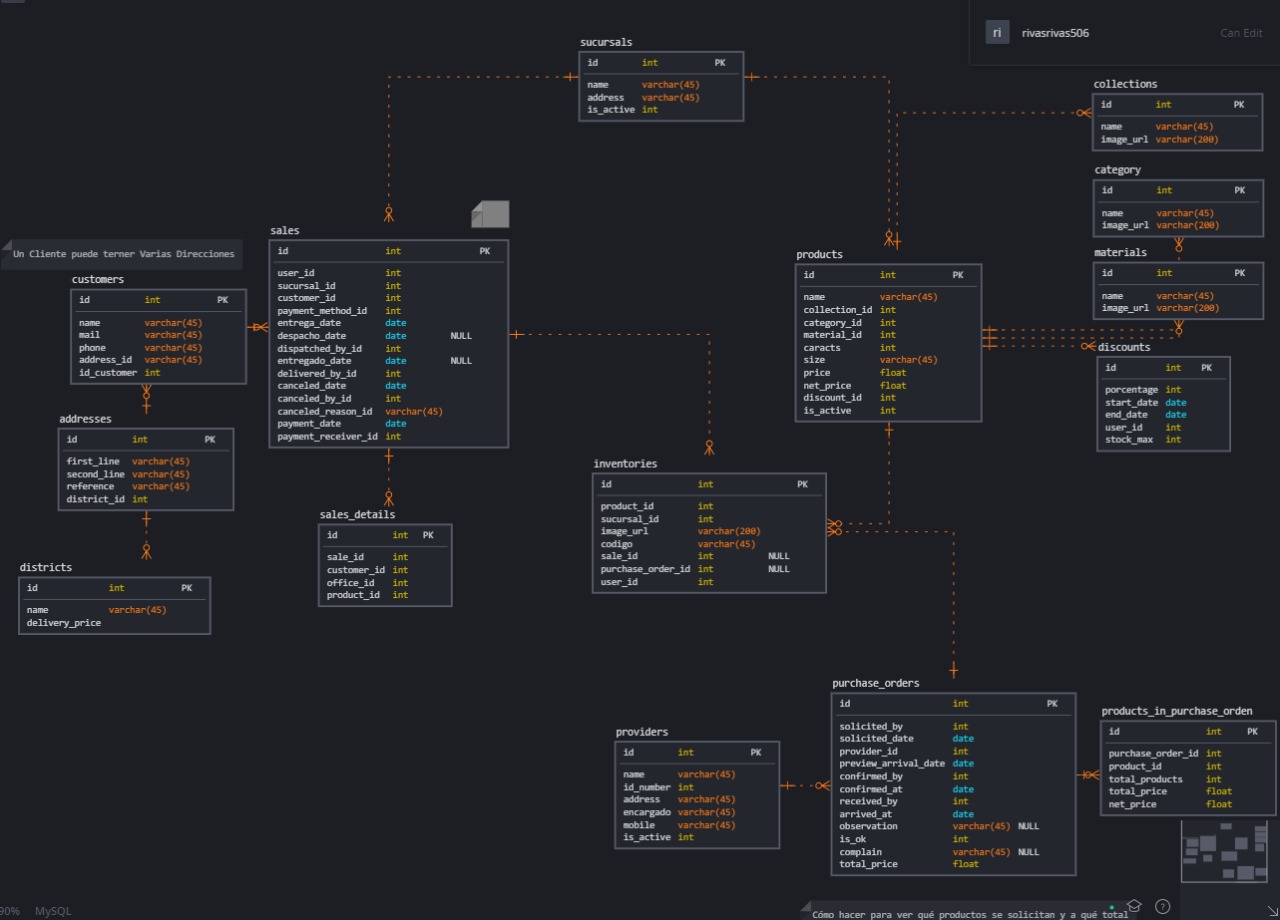 ri rivasrivas506 Can Edit
sucursals
id int PK
name varchar(45)
address varchar(45)
is_active int
collections
id int PK
name varchar(45)
image_url varchar(200)
category
id int PK
name varchar(45)
image_url varchar(200)
materials
id int PK
name varchar(45)
image_url varchar(200)
discounts
id int PK
porcentage int
start_date date
end_date date
user_id int
stock_max int
Un Cliente puede terner Varias Direcciones
customers
id int PK
name varchar(45)
mail varchar(45)
phone varchar(45)
address_id varchar(45)
id_customer int
addresses
id int PK
first_line varchar(45)
second_line varchar(45)
reference varchar(45)
district_id int
districts
id int PK
name varchar(45)
delivery_price
sales
id int PK
user_id int
sucursal_id int
customer_id int
payment_method_id int
entrega_date date
despacho_date date NULL
dispatched_by_id int
entregado_date date NULL
delivered_by_id int
canceled_date date
canceled_by_id int
canceled_reason_id varchar(45)
payment_date date
payment_receiver_id int
sales_details
id int PK
sale_id int
customer_id int
office_id int
product_id int
products
id int PK
name varchar(45)
collection_id int
category_id int
material_id int
caracts int
size varchar(45)
price float
net_price float
discount_id int
is_active int
inventories
id int PK
product_id int
sucursal_id int
image_url varchar(200)
codigo varchar(45)
sale_id int NULL
purchase_order_id int NULL
user_id int
providers
id int PK
name varchar(45)
id_number int
address varchar(45)
encargado varchar(45)
mobile varchar(45)
is_active int
purchase_orders
id int PK
solicited_by int
solicited_date date
provider_id int
preview_arrival_date date
confirmed_by int
confirmed_at date
received_by int
arrived_at date
observation varchar(45) NULL
is_ok int
complain varchar(45) NULL
total_price float
products_in_purchase_orden
id int PK
purchase_order_id int
product_id int
total_products int
total_price float
net_price float
90% MySQL
Cómo hacer para ver qué productos se solicitan y a qué total
?